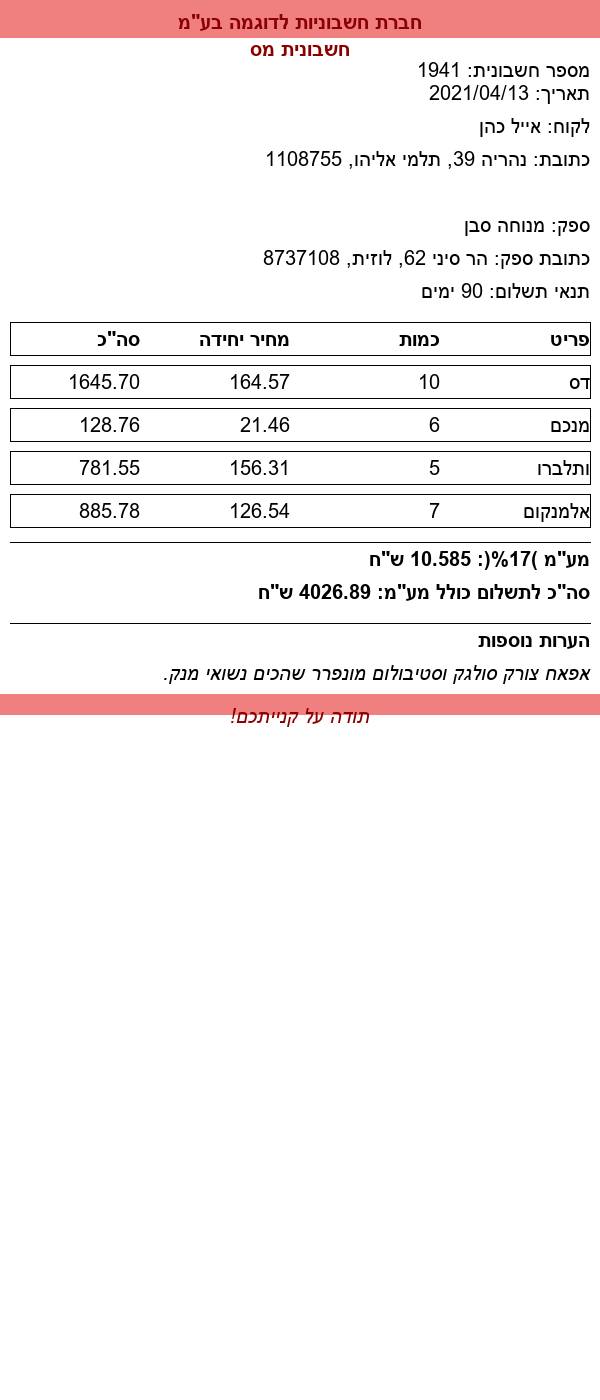 חברת חשבוניות לדוגמה בע"מ
חשבונית מס
מספר חשבונית: 1941
תאריך: 2021/04/13
לקוח: אייל כהן
כתובת: נהריה 39, תלמי אליהו, 1108755
ספק: מנוחה סבן
כתובת ספק: הר סיני 62, לוזית, 8737108
תנאי תשלום: 90 ימים
פריט כמות מחיר יחידה סה"כ
דס 10 164.57 1645.70
מנכם 6 21.46 128.76
ותלברו 5 156.31 781.55
אלמנקום 7 126.54 885.78
מע"מ )17%(: 10.585 ש"ח
סה"כ לתשלום כולל מע"מ: 4026.89 ש"ח
הערות נוספות
אפאח צורק סולגק וסטיבולום מונפרר שהכים נשואי מנק.
תודה על קנייתכם!